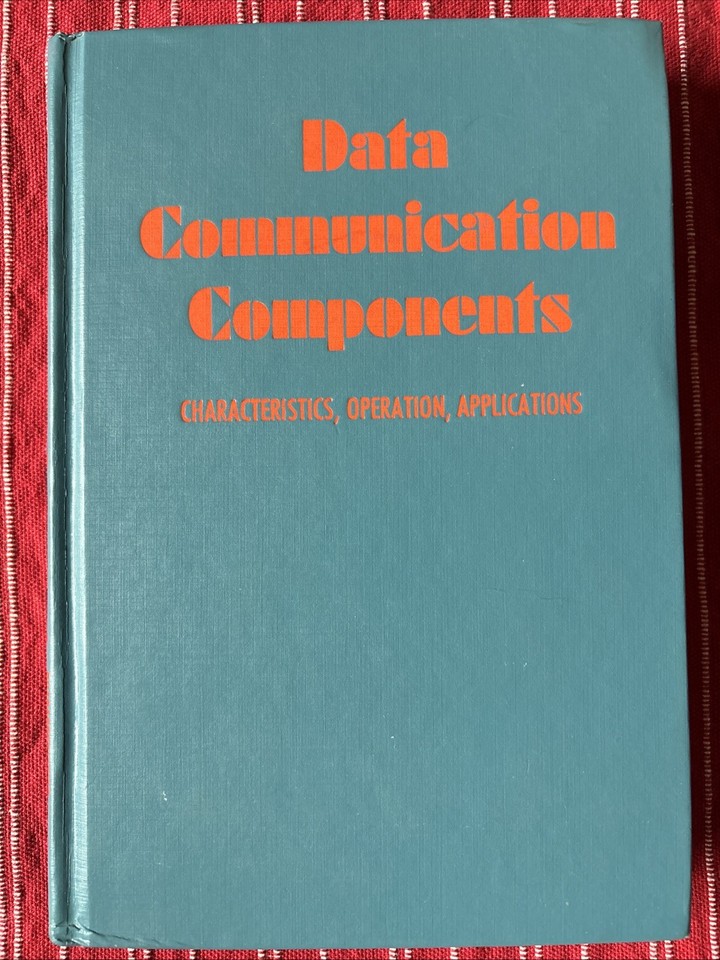 Data
Communication
Components
CHARACTERISTICS, OPERATION, APPLICATIONS